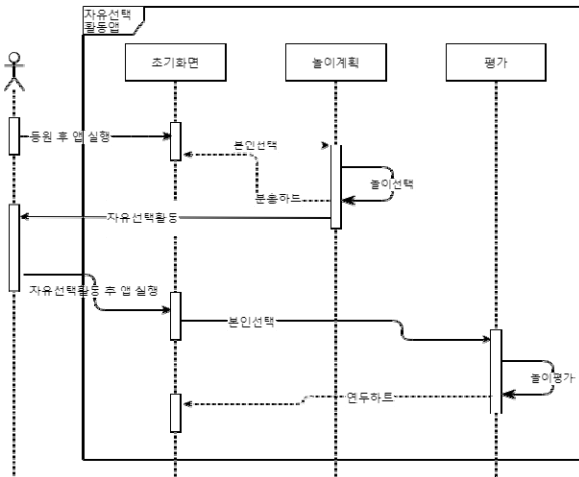 자유선택
활동앱
초기화면
놀이계획
평가
등원 후 앱 실행
본인선택
놀이선택
분홍하트
자유선택활동
자유선택활동 후 앱 실행
본인선택
놀이평가
연두하트